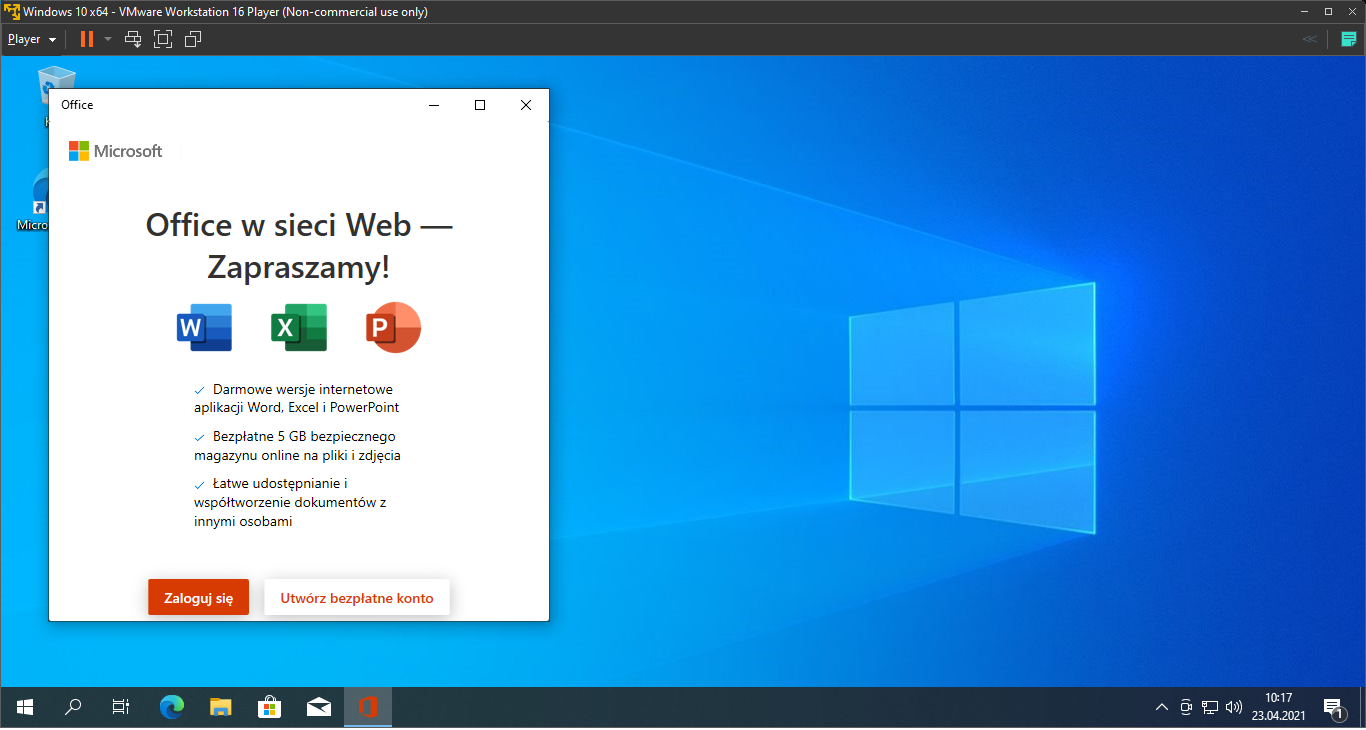 Windows 10 x64 - VMware Workstation 16 Player (Non-commercial use only)
Player
Office
Microsoft
Office w sieci Web —
Zapraszamy!
W
X
P
Darmowe wersje internetowe
aplikacji Word, Excel i PowerPoint
Bezpłatne 5 GB bezpiecznego
magazynu online na pliki i zdjęcia
Łatwe udostępnianie i
współtworzenie dokumentów z
innymi osobami
Zaloguj się
Utwórz bezpłatne konto
10:17
23.04.2021
1